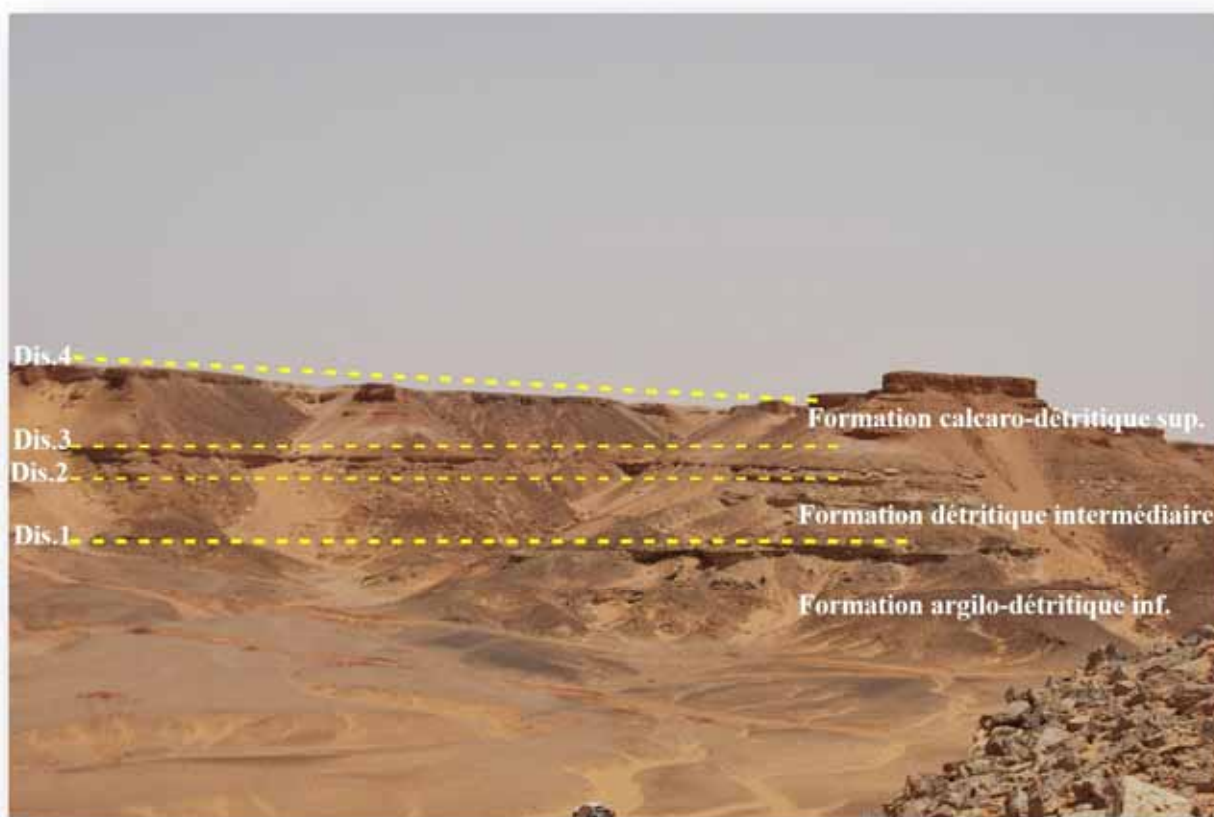 Dis.4
Formation calcaro-détritique sup.
Dis.3
Dis.2
Formation détritique intermédiaire
Dis.1
Formation argilo-détritique inf.